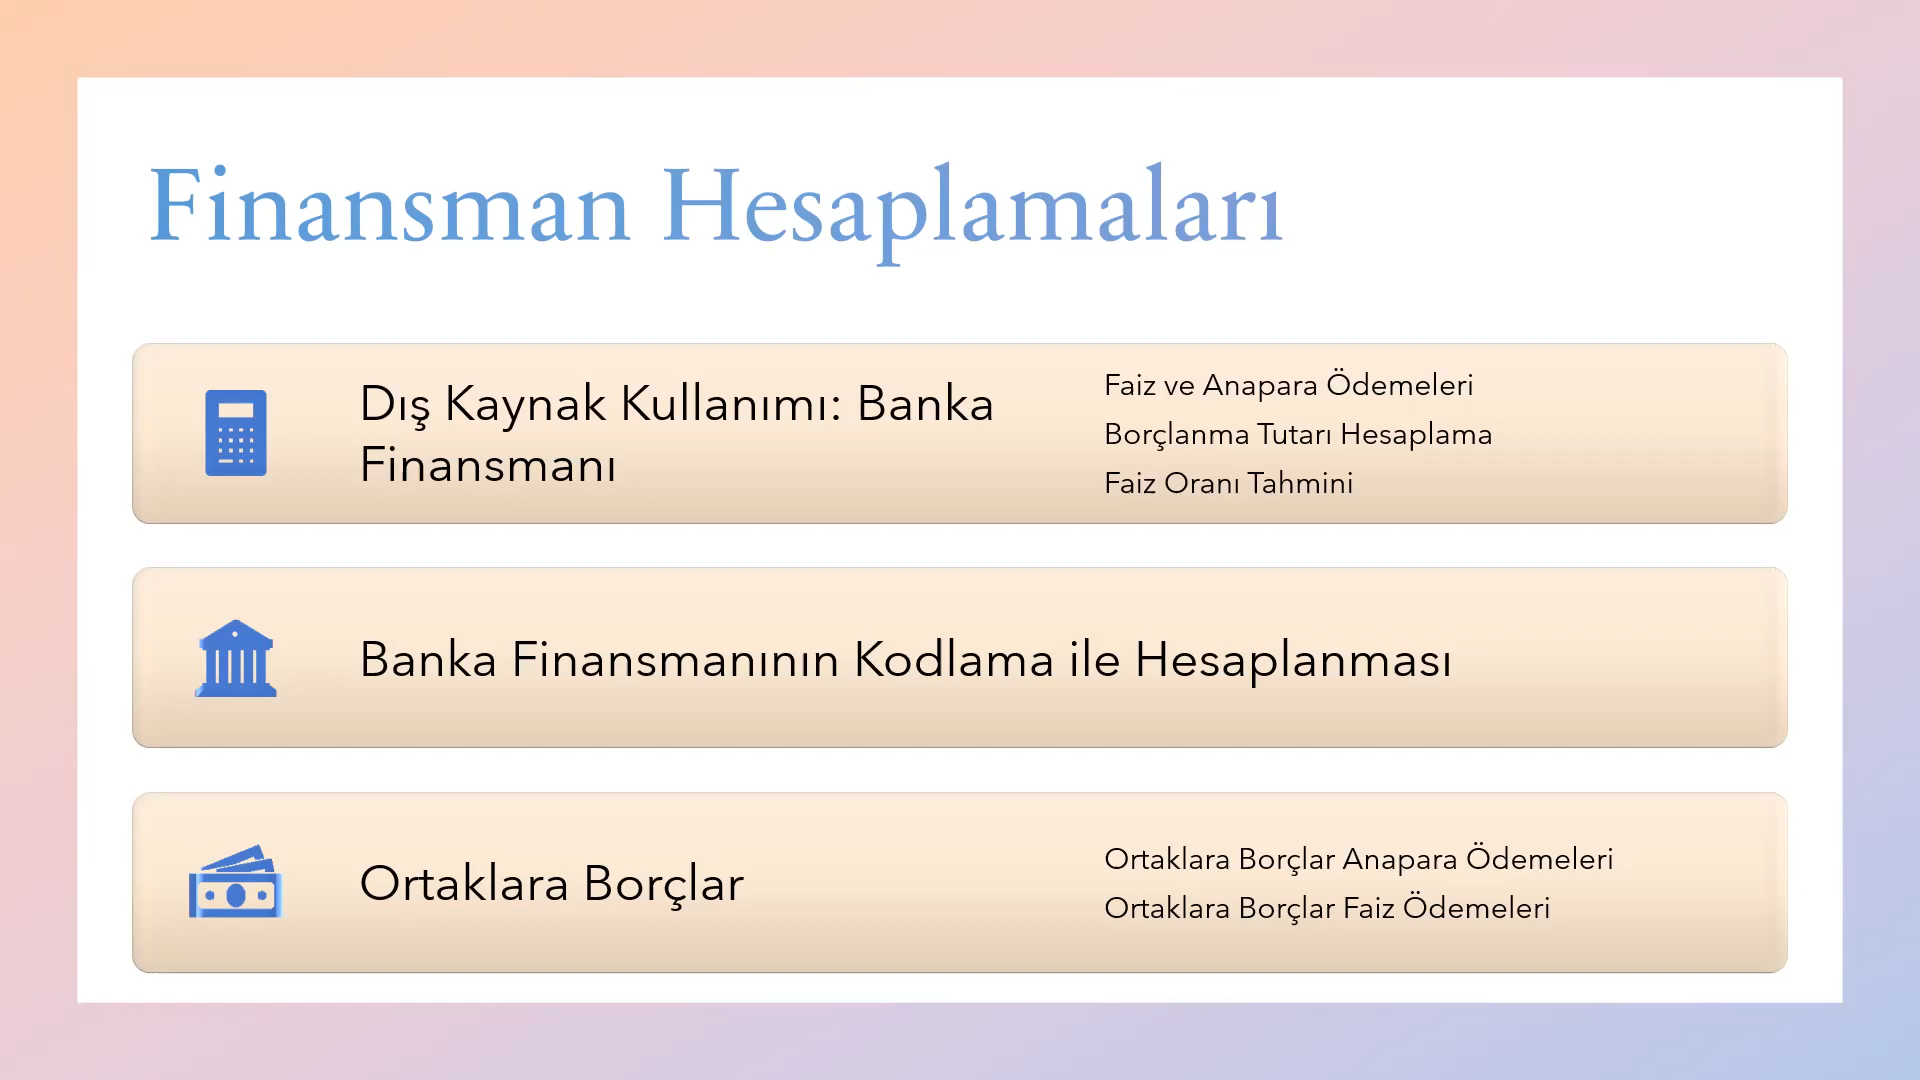 Finansman Hesaplamaları
Dış Kaynak Kullanımı: Banka
Finansmanı
Faiz ve Anapara Ödemeleri
Borçlanma Tutarı Hesaplama
Faiz Oranı Tahmini
Banka Finansmanının Kodlama ile Hesaplanması
Ortaklara Borçlar
Ortaklara Borçlar Anapara Ödemeleri
Ortaklara Borçlar Faiz Ödemeleri